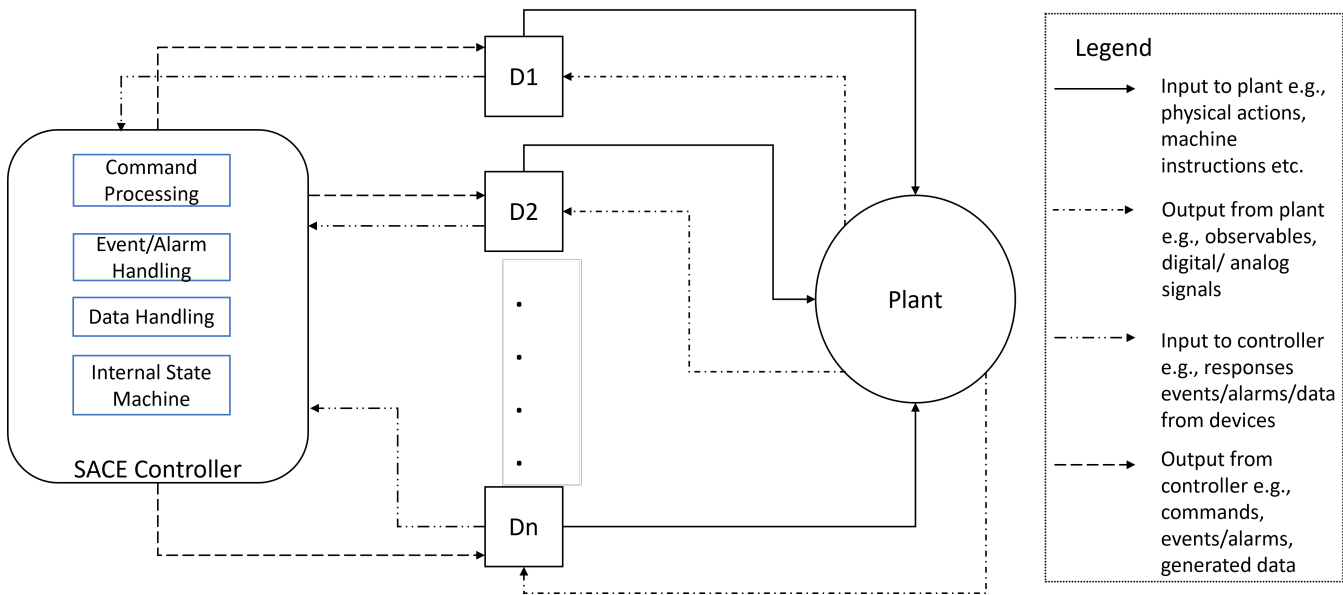 Command
Processing
Event/Alarm
Handling
Data Handling
Internal State
Machine
SACE Controller
D1
D2
Dn
Plant
Legend
Input to plant e.g.,
physical actions,
machine
instructions etc.
Output from plant
e.g., observables,
digital/ analog
signals
Input to controller
e.g., responses
events/alarms/data
from devices
Output from
controller e.g.,
commands,
events/alarms,
generated data